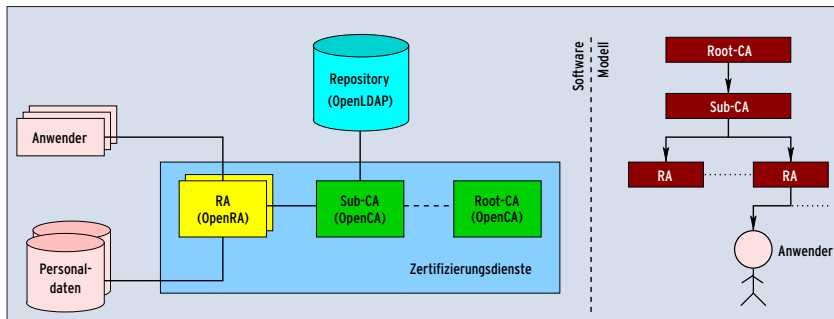 Repository
(OpenLDAP)
Anwender
RA
(OpenRA)
Sub-CA
(OpenCA)
Root-CA
(OpenCA)
Personal-
daten
Zertifizierungsdienste
Software
Modell
Root-CA
Sub-CA
RA
RA
Anwender